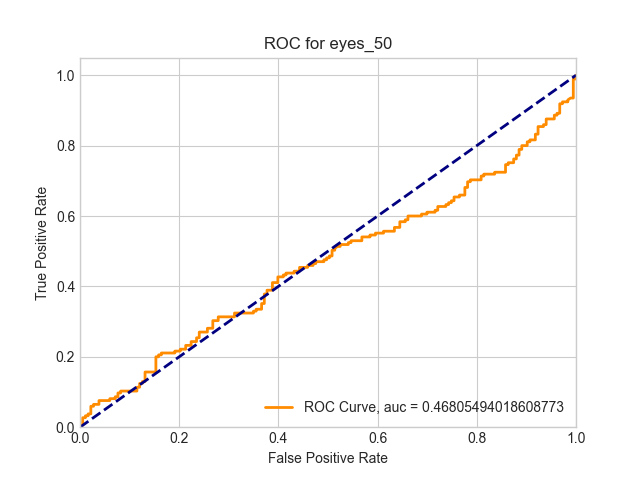 ROC for eyes_50
True Positive Rate
1.0
0.8
0.6
0.4
0.2
0.0
ROC Curve, auc = 0.46805494018608773
0.0 0.2 0.4 0.6 0.8 1.0
False Positive Rate